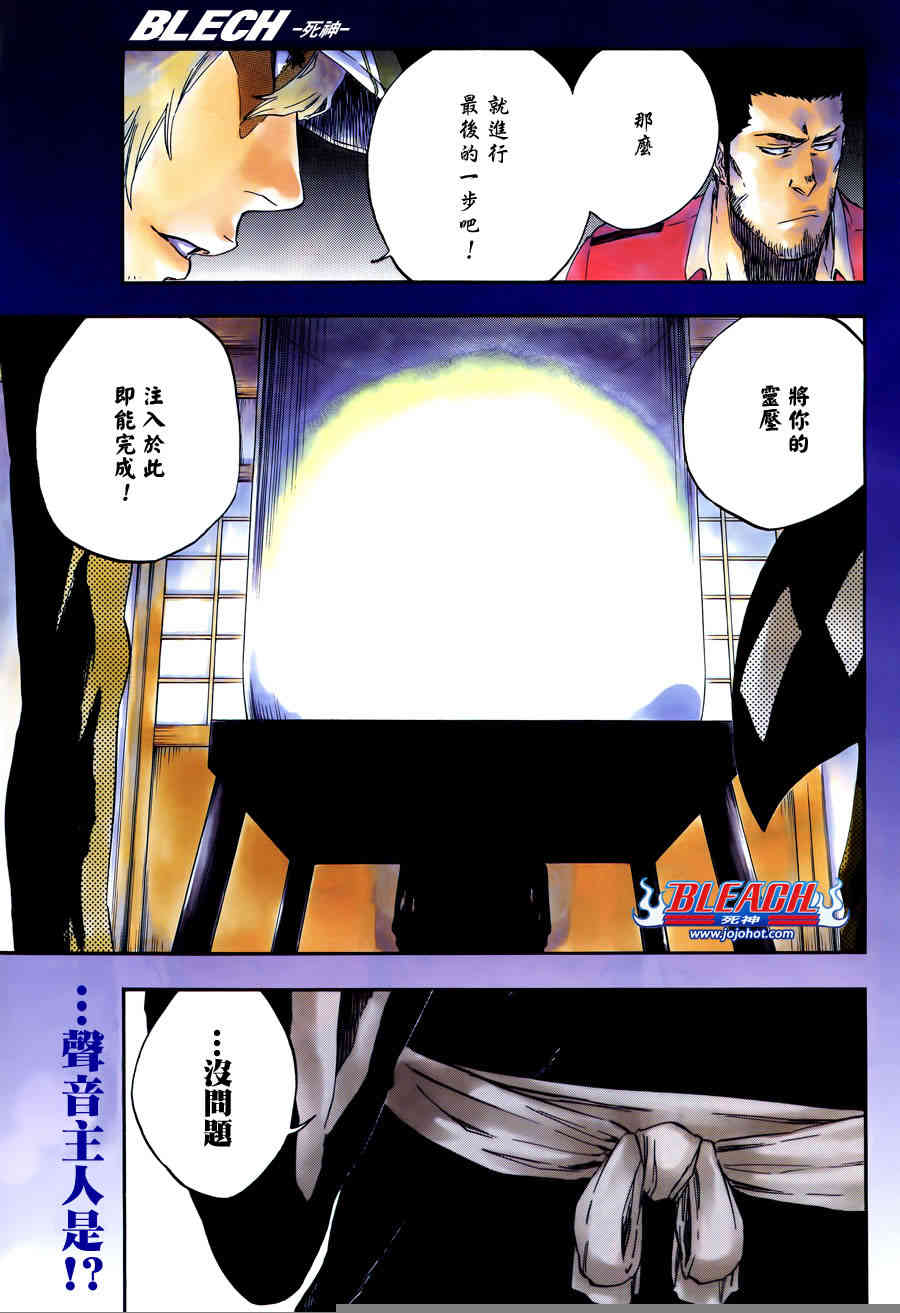 BLECH -死神-
那麼
就進行
最後的一步吧！
將你的
靈壓
注入於此
即能完成！
BLEACH
死神
www.jojohot.com
…沒問題
…聲音主人是!?